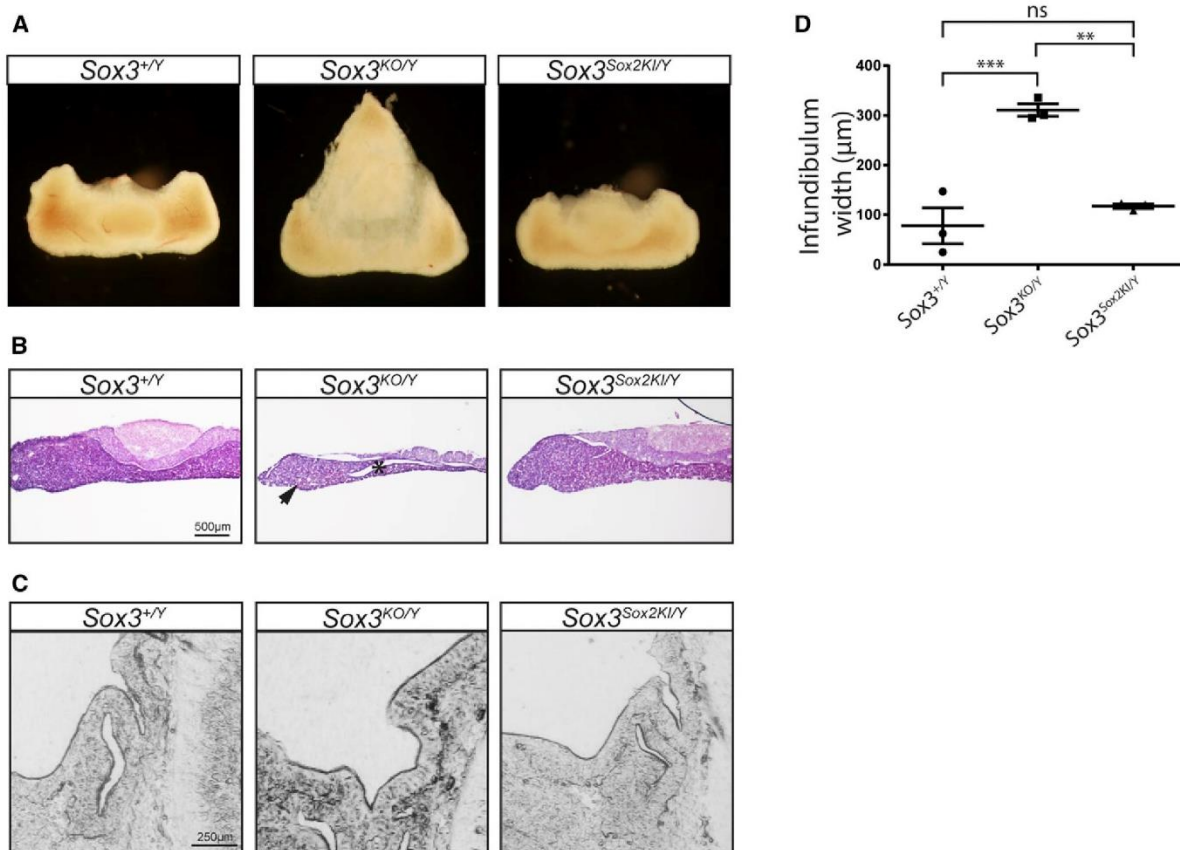 A
Sox3+/Y
Sox3KO/Y
Sox3Sox2KI/Y
B
Sox3+/Y
Sox3KO/Y
Sox3Sox2KI/Y
*
500µm
C
Sox3+/Y
Sox3KO/Y
Sox3Sox2KI/Y
250µm
D
ns
**
***
Infundibulum
width (µm)
400
300
200
100
0
Sox3+/Y
Sox3KO/Y
Sox3Sox2KI/Y